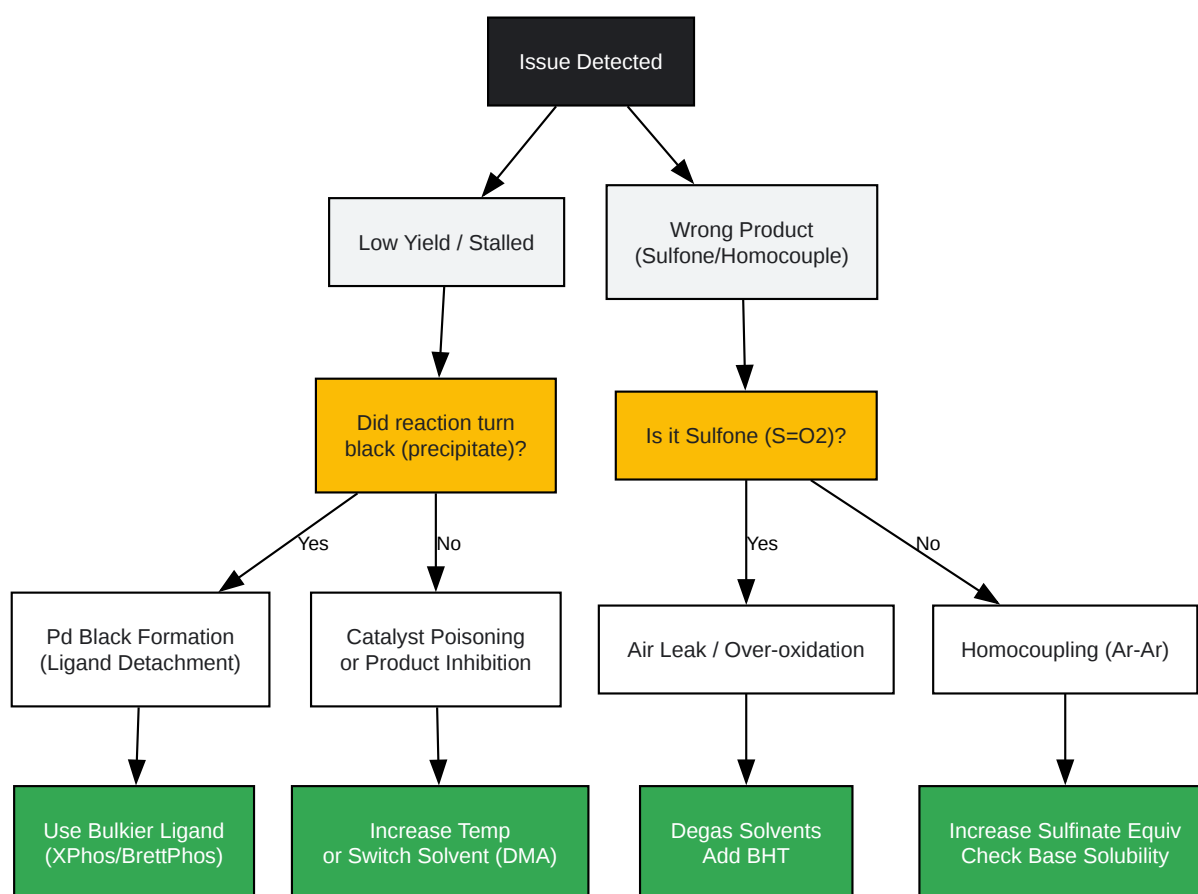 Issue Detected
Low Yield / Stalled
Wrong Product
(Sulfone/Homocouple)
Did reaction turn
black (precipitate)?
Is it Sulfone (S=O2)?
Yes
No
Yes
No
Pd Black Formation
(Ligand Detachment)
Catalyst Poisoning
or Product Inhibition
Air Leak / Over-oxidation
Homocoupling (Ar-Ar)
Use Bulkier Ligand
(XPhos/BrettPhos)
Increase Temp
or Switch Solvent (DMA)
Degas Solvents
Add BHT
Increase Sulfinate Equiv
Check Base Solubility